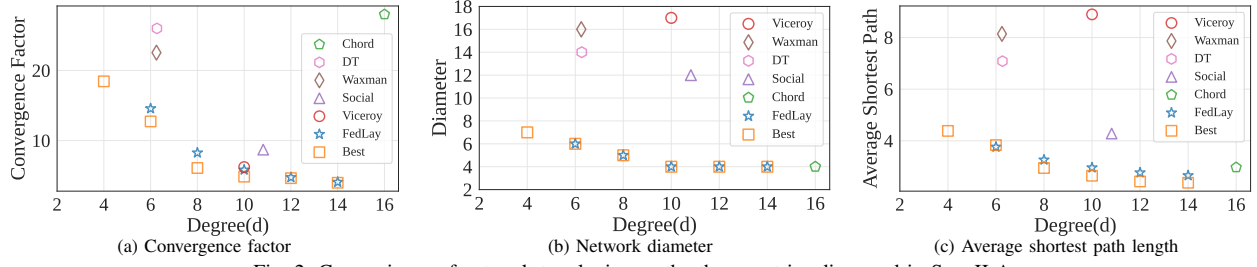 Convergence Factor
20
10
2 4 6 8 10 12 14 16
Degree(d)
Chord
DT
Waxman
Social
Viceroy
FedLay
Best
(a) Convergence factor
Diameter
18
16
14
12
10
8
6
4
2
2 4 6 8 10 12 14 16
Degree(d)
Viceroy
Waxman
DT
Social
Chord
FedLay
Best
(b) Network diameter
Average Shortest Path
8
6
4
2 4 6 8 10 12 14 16
Degree(d)
Viceroy
Waxman
DT
Social
Chord
FedLay
Best
(c) Average shortest path length